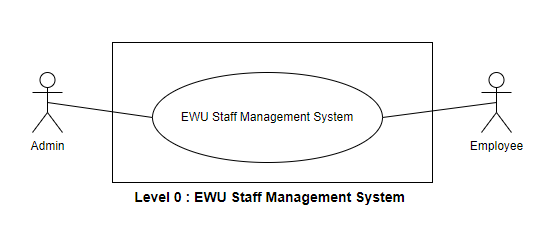 EWU Staff Management System
Admin
Employee
Level 0 : EWU Staff Management System